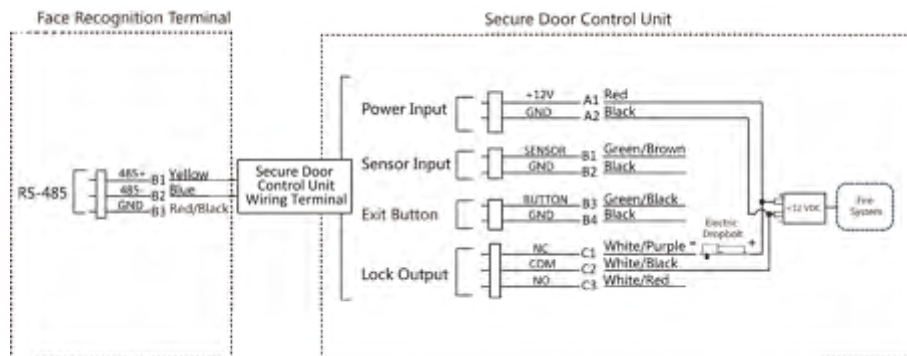 Face Recognition Terminal
Secure Door Control Unit
RS-485
485+ B1 Yellow
485- B2 Blue
GND B3 Red/Black
Secure Door
Control Unit
Wiring Terminal
Power Input
+12V A1 Red
GND A2 Black
Sensor Input
SENSOR B1 Green/Brown
GND B2 Black
Exit Button
BUTTON B3 Green/Black
GND B4 Black
Lock Output
NC C1 White/Purple
COM C2 White/Black
NO C3 White/Red
Electric
Dropbolt
- +
+12 VDC
Fire
System